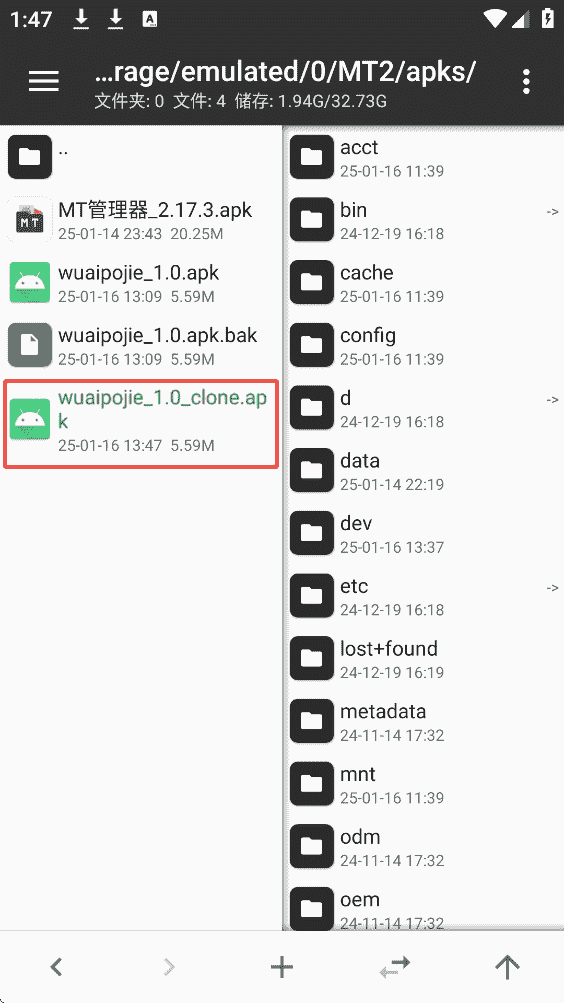 1:47
A
...rage/emulated/0/MT2/apks/
文件夹: 0 文件: 4 储存: 1.94G/32.73G
..
MT
MT管理器_2.17.3.apk
25-01-14 23:43 20.25M
wuaipojie_1.0.apk
25-01-16 13:09 5.59M
wuaipojie_1.0.apk.bak
25-01-16 13:09 5.59M
wuaipojie_1.0_clone.ap
k
25-01-16 13:47 5.59M
acct
25-01-16 11:39
bin
24-12-19 16:18
->
cache
25-01-16 11:39
config
25-01-16 11:39
d
24-12-19 16:18
->
data
25-01-14 22:19
dev
25-01-16 13:37
etc
24-12-19 16:18
->
lost+found
24-12-19 16:19
metadata
24-11-14 17:32
mnt
25-01-16 11:39
odm
24-11-14 17:32
oem
24-11-14 17:32